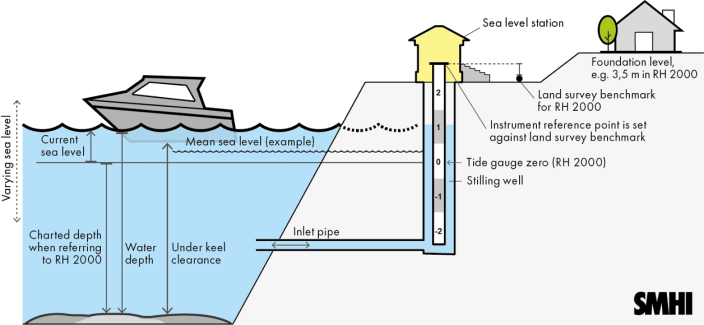 Sea level station
Foundation level,
e.g. 3,5 m in RH 2000
Land survey benchmark
for RH 2000
Instrument reference point is set
against land survey benchmark
2
1
0
-1
-2
Tide gauge zero (RH 2000)
Stilling well
Varying sea level
Current
sea level
Mean sea level (example)
Charted depth
when referring
to RH 2000
Water
depth
Under keel
clearance
Inlet pipe
SMHI